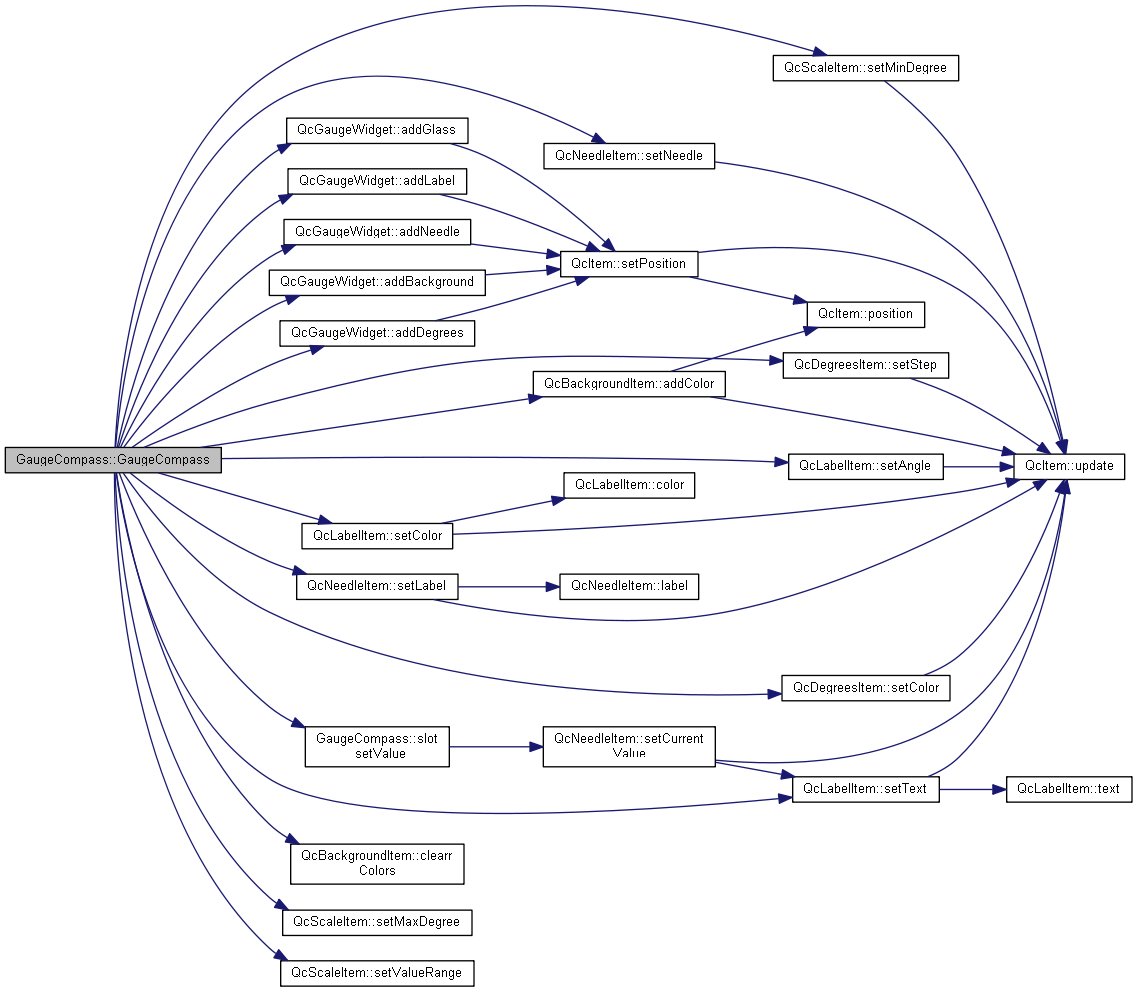 QcScaleItem::setMinDegree
QcGaugeWidget::addGlass
QcNeedleItem::setNeedle
QcGaugeWidget::addLabel
QcGaugeWidget::addNeedle
QcItem::setPosition
QcGaugeWidget::addBackground
QcItem::position
QcGaugeWidget::addDegrees
QcDegreesItem::setStep
QcBackgroundItem::addColor
GaugeCompass::GaugeCompass
QcLabelItem::setAngle
QcItem::update
QcLabelItem::color
QcLabelItem::setColor
QcNeedleItem::setLabel
QcNeedleItem::label
QcDegreesItem::setColor
GaugeCompass::slot
setValue
QcNeedleItem::setCurrent
Value
QcLabelItem::setText
QcLabelItem::text
QcBackgroundItem::clearr
Colors
QcScaleItem::setMaxDegree
QcScaleItem::setValueRange